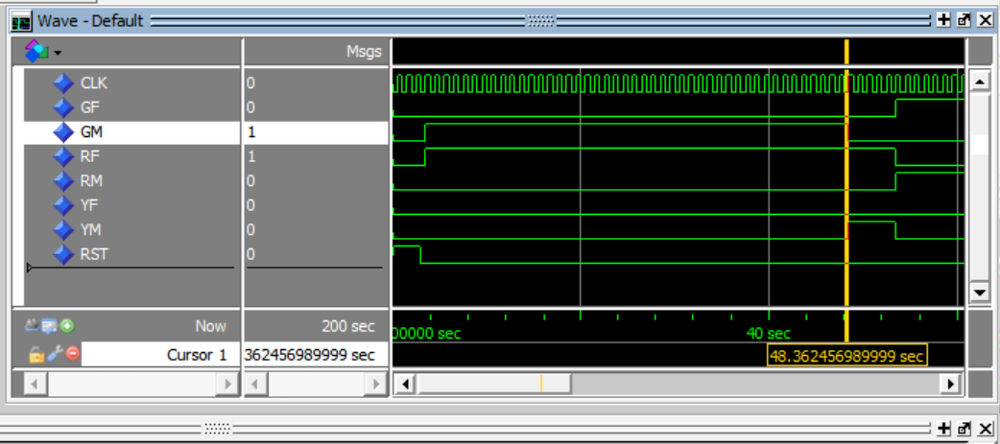 Wave - Default
Msgs
CLK 0
GF 0
GM 1
RF 1
RM 0
YF 0
YM 0
RST 0
Now 200 sec 00000 sec 40 sec
Cursor 1 362456989999 sec 48.362456989999 sec